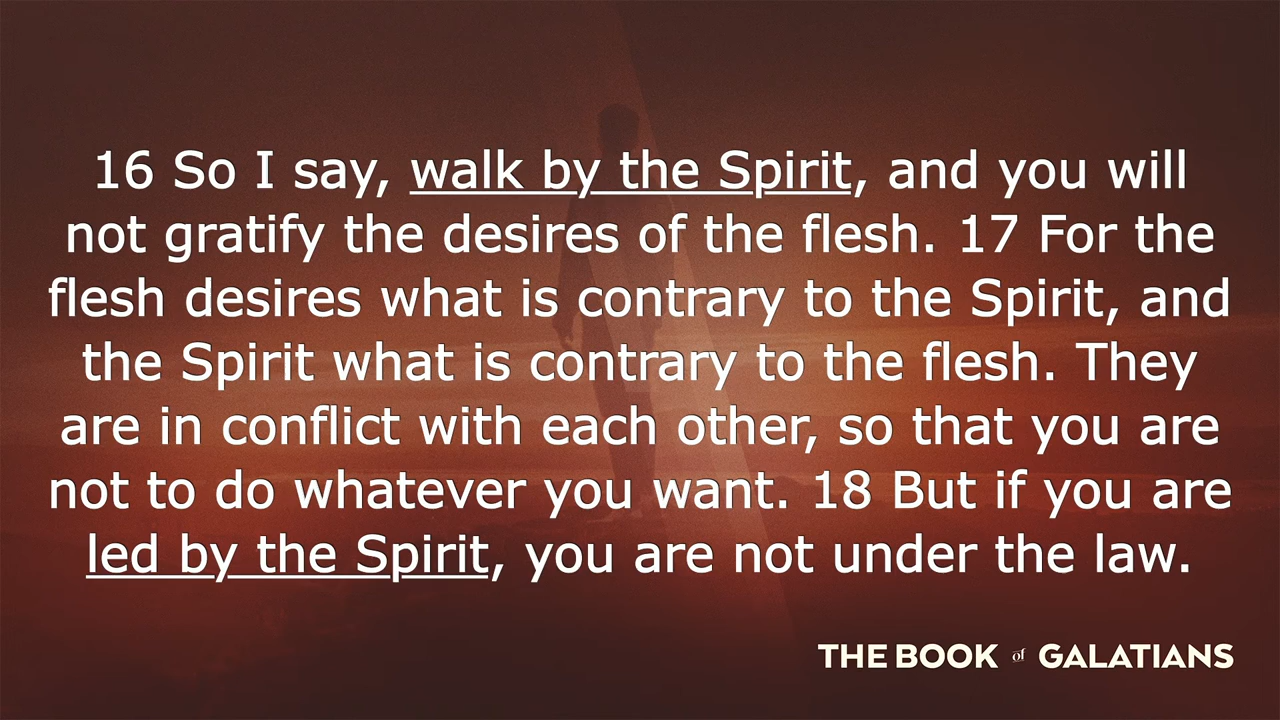 16 So I say, walk by the Spirit, and you will
not gratify the desires of the flesh. 17 For the
flesh desires what is contrary to the Spirit, and
the Spirit what is contrary to the flesh. They
are in conflict with each other, so that you are
not to do whatever you want. 18 But if you are
led by the Spirit, you are not under the law.
THE BOOK of GALATIANS